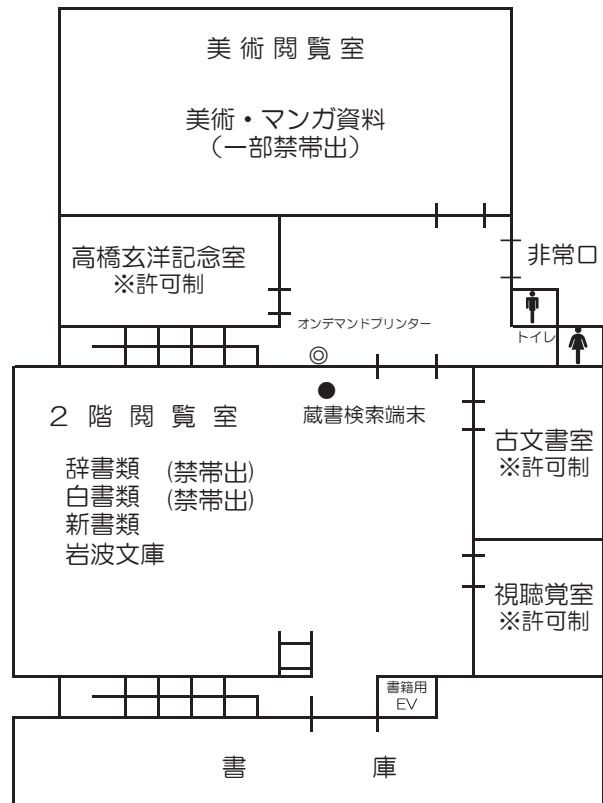 美術閲覧室
美術・マンガ資料
(一部禁帯出)
高橋玄洋記念室
※許可制
非常口
オンデマンドプリンター
トイレ
◎
●
蔵書検索端末
2階閲覧室
辞書類 (禁帯出)
白書類 (禁帯出)
新書類
岩波文庫
古文書室
※許可制
視聴覚室
※許可制
書籍用
EV
書庫